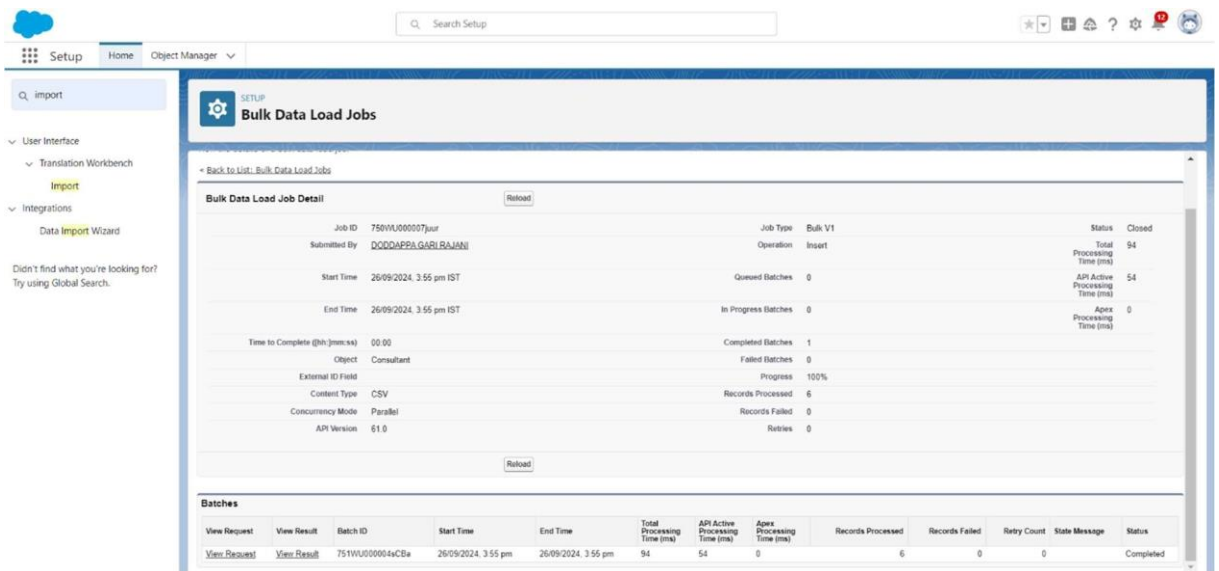 Search Setup
12
Setup Home Object Manager
import
SETUP
Bulk Data Load Jobs
User Interface
Translation Workbench
Import
Integrations
Data Import Wizard
Didn't find what you're looking for?
Try using Global Search.
< Back to List: Bulk Data Load Jobs
Bulk Data Load Job Detail Reload
Job ID 750WU000007juur Job Type Bulk V1 Status Closed
Submitted By DODDAPPA GARI RAJANI Operation Insert Total Processing Time (ms) 94
Start Time 26/09/2024, 3:55 pm IST Queued Batches 0 API Active Processing Time (ms) 54
End Time 26/09/2024, 3:55 pm IST In Progress Batches 0 Apex Processing Time (ms) 0
Time to Complete ([hh:]mm:ss) 00:00 Completed Batches 1
Object Consultant Failed Batches 0
External ID Field Progress 100%
Content Type CSV Records Processed 6
Concurrency Mode Parallel Records Failed 0
API Version 61.0 Retries 0
Reload
Batches
View Request View Result Batch ID Start Time End Time Total Processing Time (ms) API Active Processing Time (ms) Apex Processing Time (ms) Records Processed Records Failed Retry Count State Message Status
View Request View Result 751WU000004sCBa 26/09/2024, 3:55 pm 26/09/2024, 3:55 pm 94 54 0 6 0 0 Completed